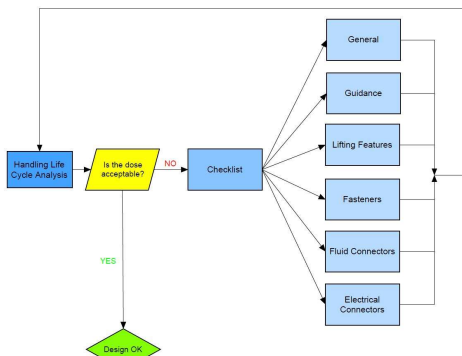 General
Guidance
Handling Life
Cycle Analysis
Is the dose
acceptable?
NO
Checklist
Lifting Features
Fasteners
Fluid Connectors
YES
Electrical
Connectors
Design OK